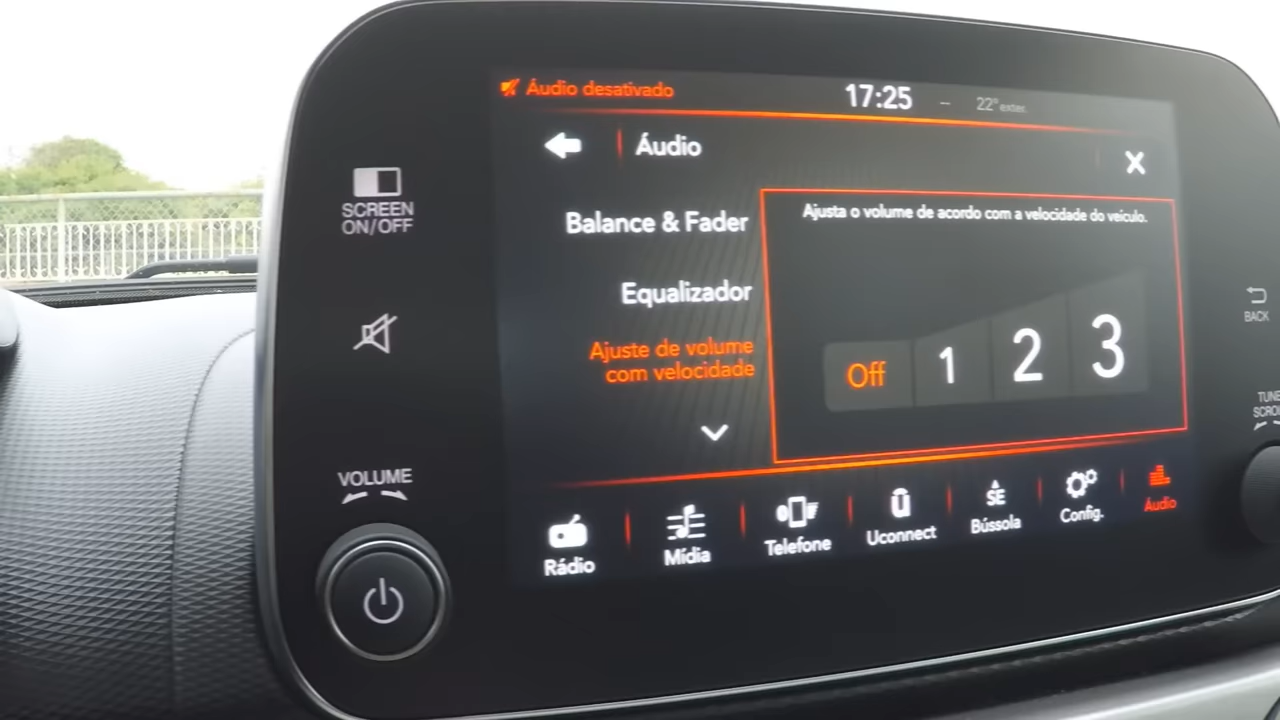 Áudio desativado
17:25
--
22° exter.
Áudio
X
SCREEN
ON/OFF
Balance & Fader
Ajusta o volume de acordo com a velocidade do veículo.
Equalizador
Ajuste de volume
com velocidade
Off 1 2 3
BACK
TUNE
VOLUME
Rádio
Mídia
Telefone
Uconnect
SE
Bússola
Config.
Áudio